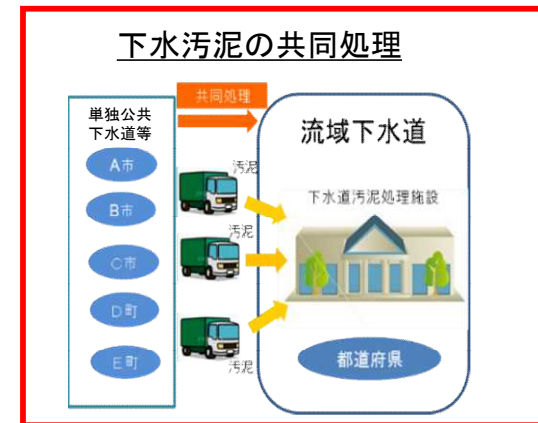 下水汚泥の共同処理
共同処理
単独公共
下水道等
A市
B市
C市
D町
E町
汚泥
汚泥
汚泥
流域下水道
下水道汚泥処理施設
都道府県